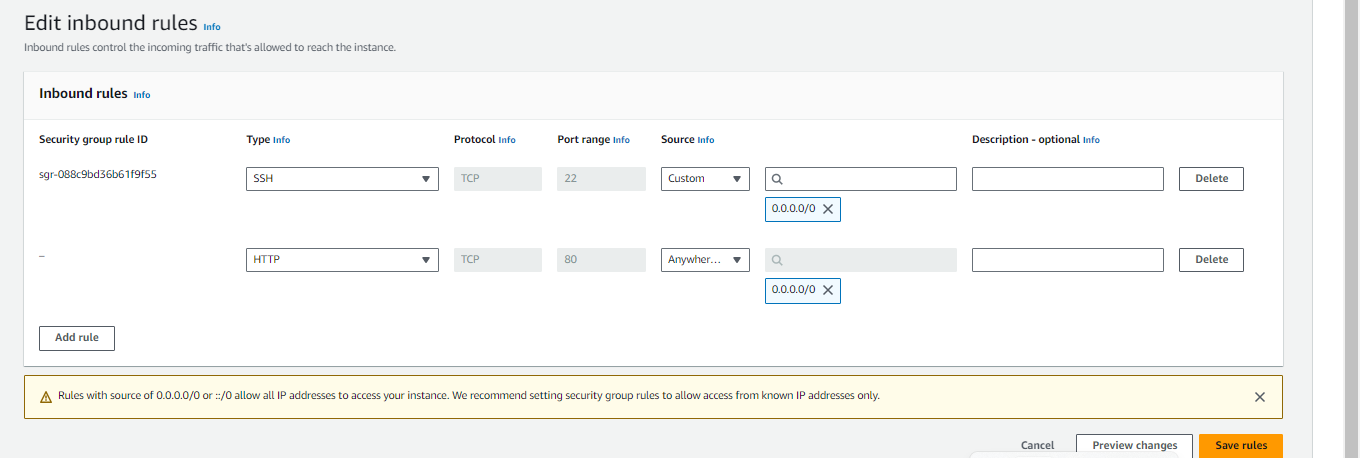 Edit inbound rules Info
Inbound rules control the incoming traffic that's allowed to reach the instance.
Inbound rules Info
Security group rule ID Type Info Protocol Info Port range Info Source Info Description - optional Info
sgr-088c9bd36b61f9f55 SSH TCP 22 Custom Delete
0.0.0.0/0
– HTTP TCP 80 Anywher... Delete
0.0.0.0/0
Add rule
Rules with source of 0.0.0.0/0 or ::/0 allow all IP addresses to access your instance. We recommend setting security group rules to allow access from known IP addresses only.
Cancel Preview changes Save rules